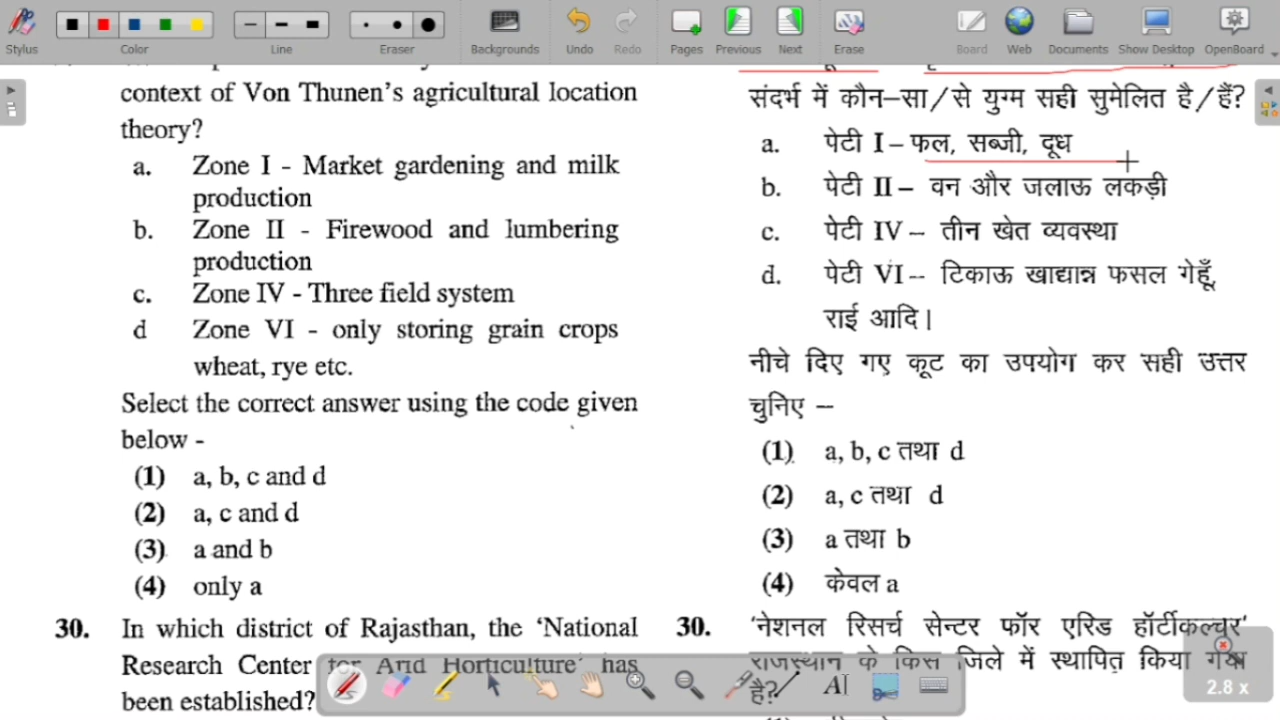 Stylus
Color
Line
Eraser
Backgrounds
Undo
Redo
Pages
Previous
Next
Erase
Board
Web
Documents
Show Desktop
OpenBoard
context of Von Thunen's agricultural location
theory?
a. Zone I - Market gardening and milk
production
b. Zone II - Firewood and lumbering
production
c. Zone IV - Three field system
d Zone VI - only storing grain crops
wheat, rye etc.
Select the correct answer using the code given
below -
(1) a, b, c and d
(2) a, c and d
(3) a and b
(4) only a
30. In which district of Rajasthan, the 'National
Research Center for Arid Horticulture' has
been established?
संदर्भ में कौन–सा/से युग्म सही सुमेलित है/हैं?
a. पेटी I – फल, सब्जी, दूध
b. पेटी II – वन और जलाऊ लकड़ी
c. पेटी IV – तीन खेत व्यवस्था
d. पेटी VI – टिकाऊ खाद्यान्न फसल गेहूँ,
राई आदि।
नीचे दिए गए कूट का उपयोग कर सही उत्तर
चुनिए –
(1) a, b, c तथा d
(2) a, c तथा d
(3) a तथा b
(4) केवल a
30. 'नेशनल रिसर्च सेन्टर फॉर एरिड हॉर्टीकल्चर'
राजस्थान के किस जिले में स्थापित किया गया
है?
2.8 x